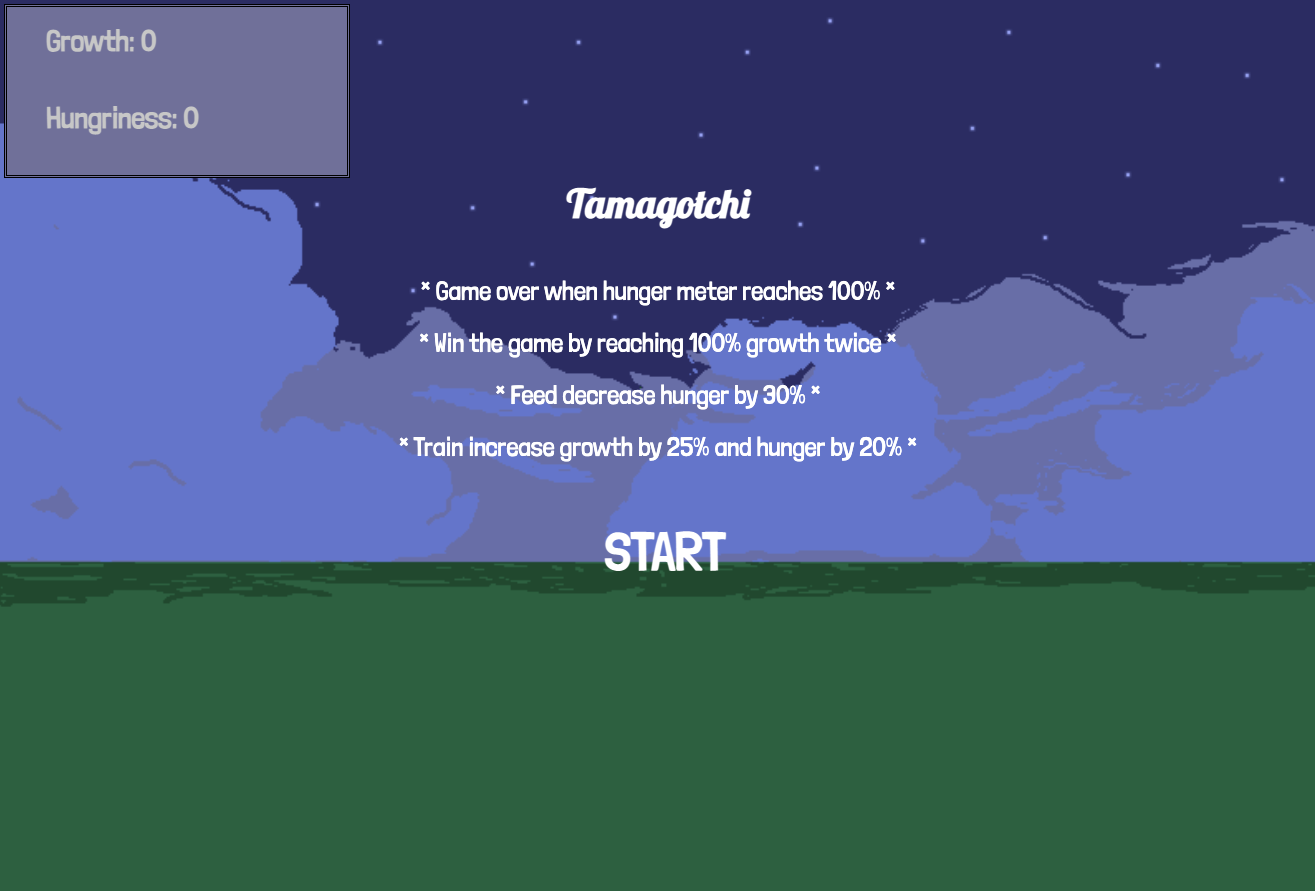 Growth: 0
Hungriness: 0
Tamagotchi
* Game over when hunger meter reaches 100% *
* Win the game by reaching 100% growth twice *
* Feed decrease hunger by 30% *
* Train increase growth by 25% and hunger by 20% *
START